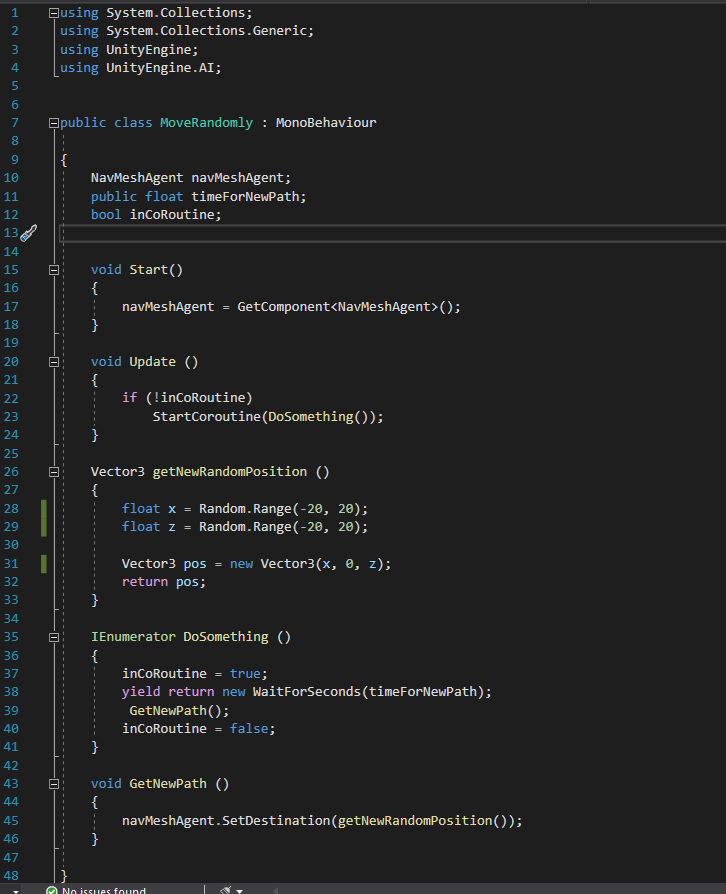 1 using System.Collections;
2 using System.Collections.Generic;
3 using UnityEngine;
4 using UnityEngine.AI;
5
6
7 public class MoveRandomly : MonoBehaviour
8
9 {
10     NavMeshAgent navMeshAgent;
11     public float timeForNewPath;
12     bool inCoRoutine;
13
14
15     void Start()
16     {
17         navMeshAgent = GetComponent<NavMeshAgent>();
18     }
19
20     void Update ()
21     {
22         if (!inCoRoutine)
23             StartCoroutine(DoSomething());
24     }
25
26     Vector3 getNewRandomPosition ()
27     {
28         float x = Random.Range(-20, 20);
29         float z = Random.Range(-20, 20);
30
31         Vector3 pos = new Vector3(x, 0, z);
32         return pos;
33     }
34
35     IEnumerator DoSomething ()
36     {
37         inCoRoutine = true;
38         yield return new WaitForSeconds(timeForNewPath);
39          GetNewPath();
40         inCoRoutine = false;
41     }
42
43     void GetNewPath ()
44     {
45         navMeshAgent.SetDestination(getNewRandomPosition());
46     }
47
48 }
No issues found